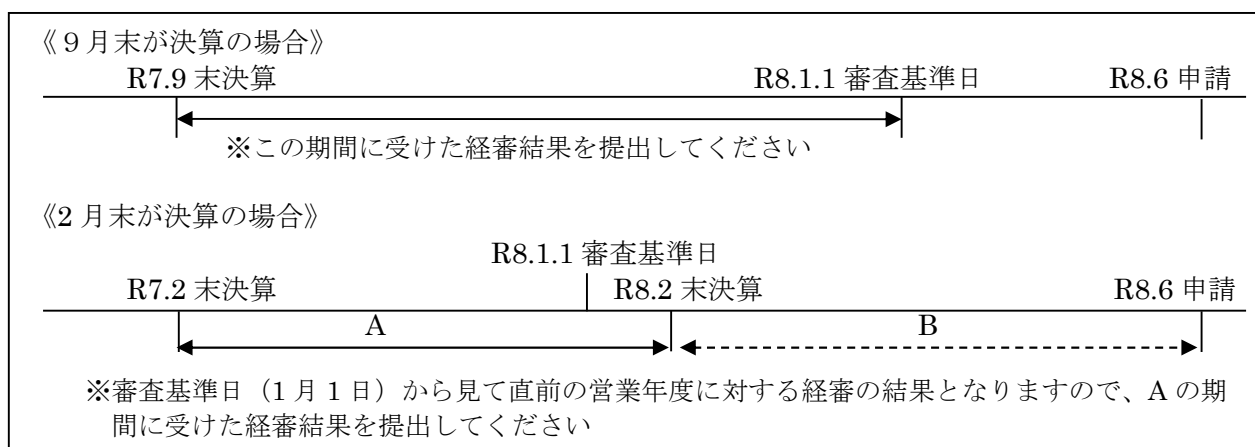 《９月末が決算の場合》
R7.9 末決算 R8.1.1 審査基準日 R8.6 申請
※この期間に受けた経審結果を提出してください
《2 月末が決算の場合》
R8.1.1 審査基準日
R7.2 末決算 R8.2 末決算 R8.6 申請
A B
※審査基準日（1 月 1 日）から見て直前の営業年度に対する経審の結果となりますので、A の期
間に受けた経審結果を提出してください